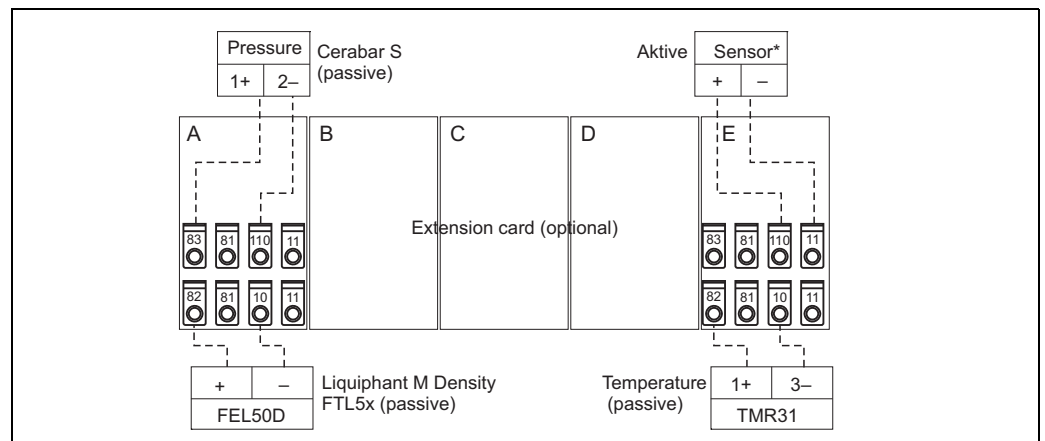 Pressure
1+ 2–
Cerabar S
(passive)
Aktive
Sensor*
+ –
A B C D E
Extension card (optional)
83 81 110 11
82 81 10 11
83 81 110 11
82 81 10 11
+ –
FEL50D
Liquiphant M Density
FTL5x (passive)
Temperature
(passive)
1+ 3–
TMR31